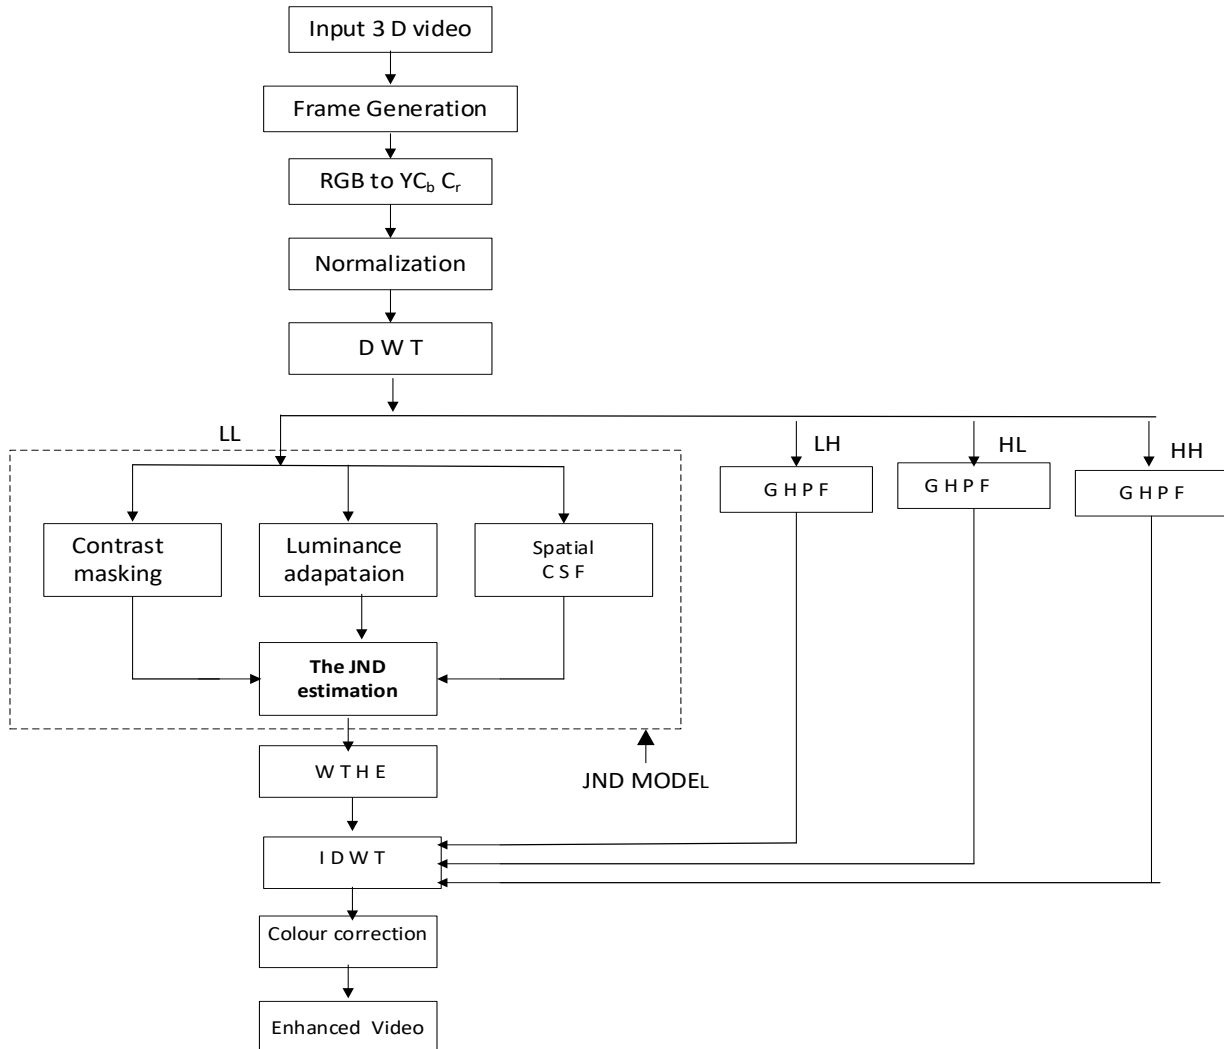 Input 3 D video
Frame Generation
RGB to YCb Cr
Normalization
D W T
LL
LH
HL
HH
G H P F
G H P F
G H P F
Contrast
masking
Luminance
adapataion
Spatial
C S F
The JND
estimation
W T H E
JND MODEL
I D W T
Colour correction
Enhanced Video